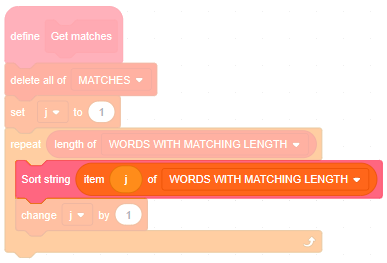 define Get matches
delete all of MATCHES
set j to 1
repeat length of WORDS WITH MATCHING LENGTH
Sort string item j of WORDS WITH MATCHING LENGTH
change j by 1